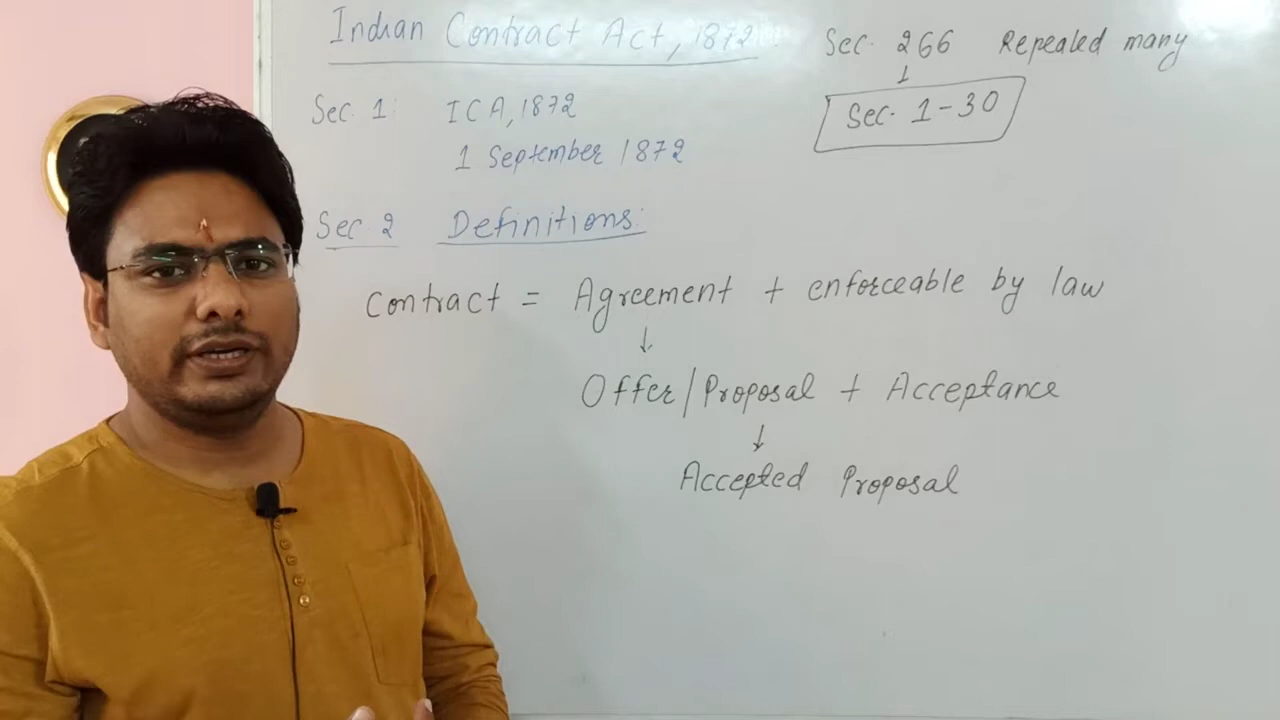 Indian Contract Act, 1872.
Sec. 266 Repealed many
Sec. 1-30
Sec. 1: ICA, 1872
1 September 1872
Sec 2 Definitions:
Contract = Agreement + enforceable by law
↓
Offer/Proposal + Acceptance
↓
Accepted Proposal